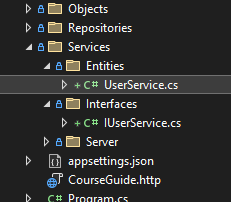 Objects
Repositories
Services
Entities
C# UserService.cs
Interfaces
C# IUserService.cs
Server
appsettings.json
CourseGuide.http
C# Program.cs